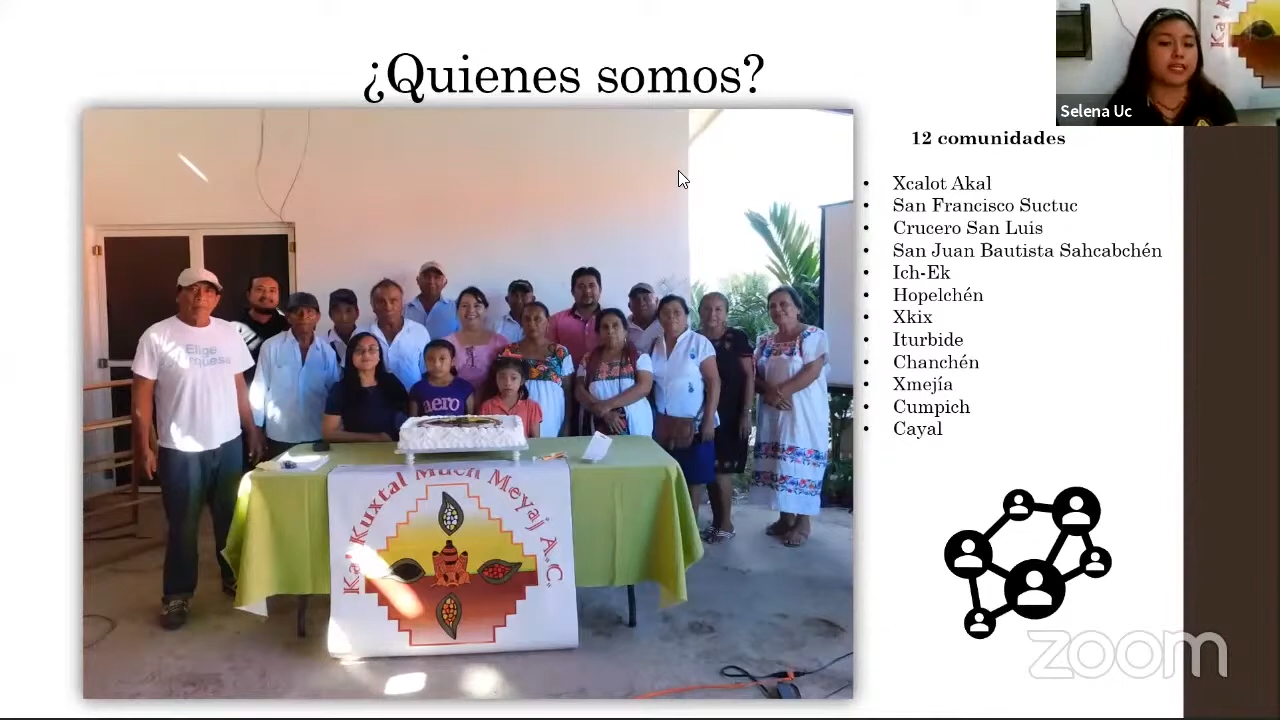 ¿Quienes somos?
Selena Uc
12 comunidades
• Xcalot Akal
• San Francisco Suctuc
• Crucero San Luis
• San Juan Bautista Sahcabchén
• Ich-Ek
• Hopelchén
• Xkix
• Iturbide
• Chanchén
• Xmejía
• Cumpich
• Cayal
Elige
aero
Ka' Kuxtal Much Meyaj A.C.
zoom